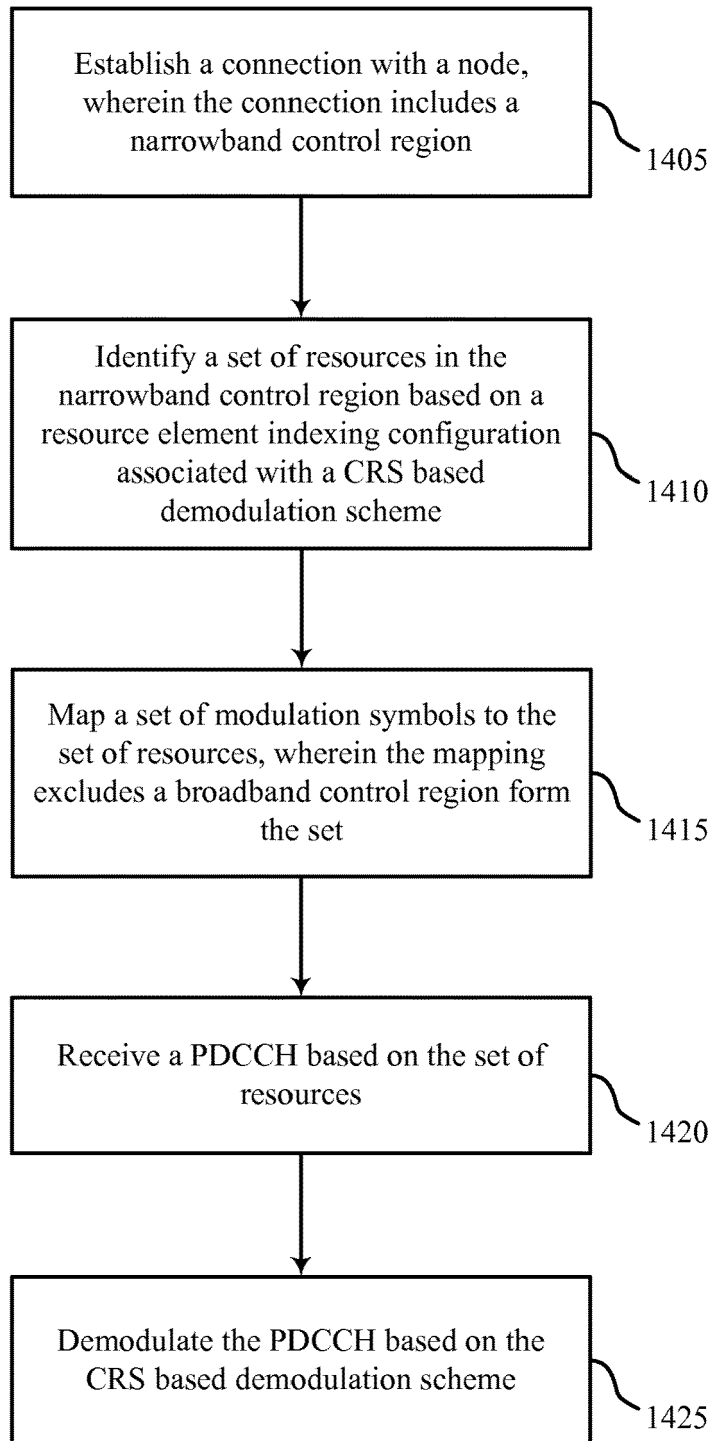 Establish a connection with a node,
wherein the connection includes a
narrowband control region
1405
Identify a set of resources in the
narrowband control region based on a
resource element indexing configuration
associated with a CRS based
demodulation scheme
1410
Map a set of modulation symbols to the
set of resources, wherein the mapping
excludes a broadband control region form
the set
1415
Receive a PDCCH based on the set of
resources
1420
Demodulate the PDCCH based on the
CRS based demodulation scheme
1425